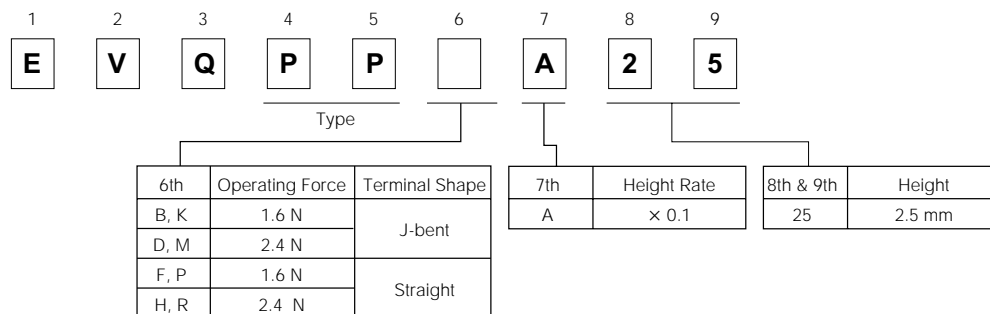 1 2 3 4 5 6 7 8 9
E V Q P P A 2 5
Type
6th Operating Force Terminal Shape
B, K 1.6 N J-bent
D, M 2.4 N
F, P 1.6 N Straight
H, R 2.4 N
7th Height Rate
A × 0.1
8th & 9th Height
25 2.5 mm